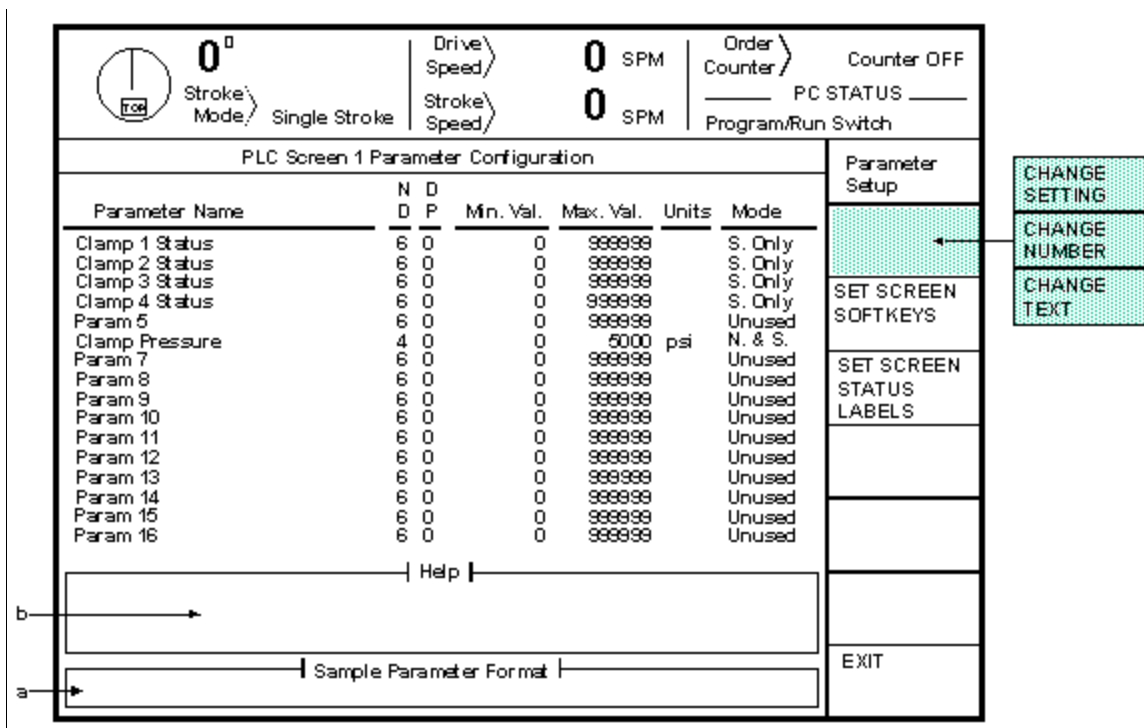 0°
Stroke Mode
Single Stroke
TOP
Drive Speed
0 SPM
Stroke Speed
0 SPM
Order Counter
Counter OFF
PC STATUS
Program/Run Switch
PLC Screen 1 Parameter Configuration
Parameter Name N D D P Min. Val. Max. Val. Units Mode
Clamp 1 Status 6 0 0 999999 S. Only
Clamp 2 Status 6 0 0 999999 S. Only
Clamp 3 Status 6 0 0 999999 S. Only
Clamp 4 Status 6 0 0 999999 S. Only
Param 5 6 0 0 999999 Unused
Clamp Pressure 4 0 0 5000 psi N. & S.
Param 7 6 0 0 999999 Unused
Param 8 6 0 0 999999 Unused
Param 9 6 0 0 999999 Unused
Param 10 6 0 0 999999 Unused
Param 11 6 0 0 999999 Unused
Param 12 6 0 0 999999 Unused
Param 13 6 0 0 999999 Unused
Param 14 6 0 0 999999 Unused
Param 15 6 0 0 999999 Unused
Param 16 6 0 0 999999 Unused
Help
b
Sample Parameter Format
a
Parameter
Setup
SET SCREEN
SOFTKEYS
SET SCREEN
STATUS
LABELS
EXIT
CHANGE
SETTING
CHANGE
NUMBER
CHANGE
TEXT